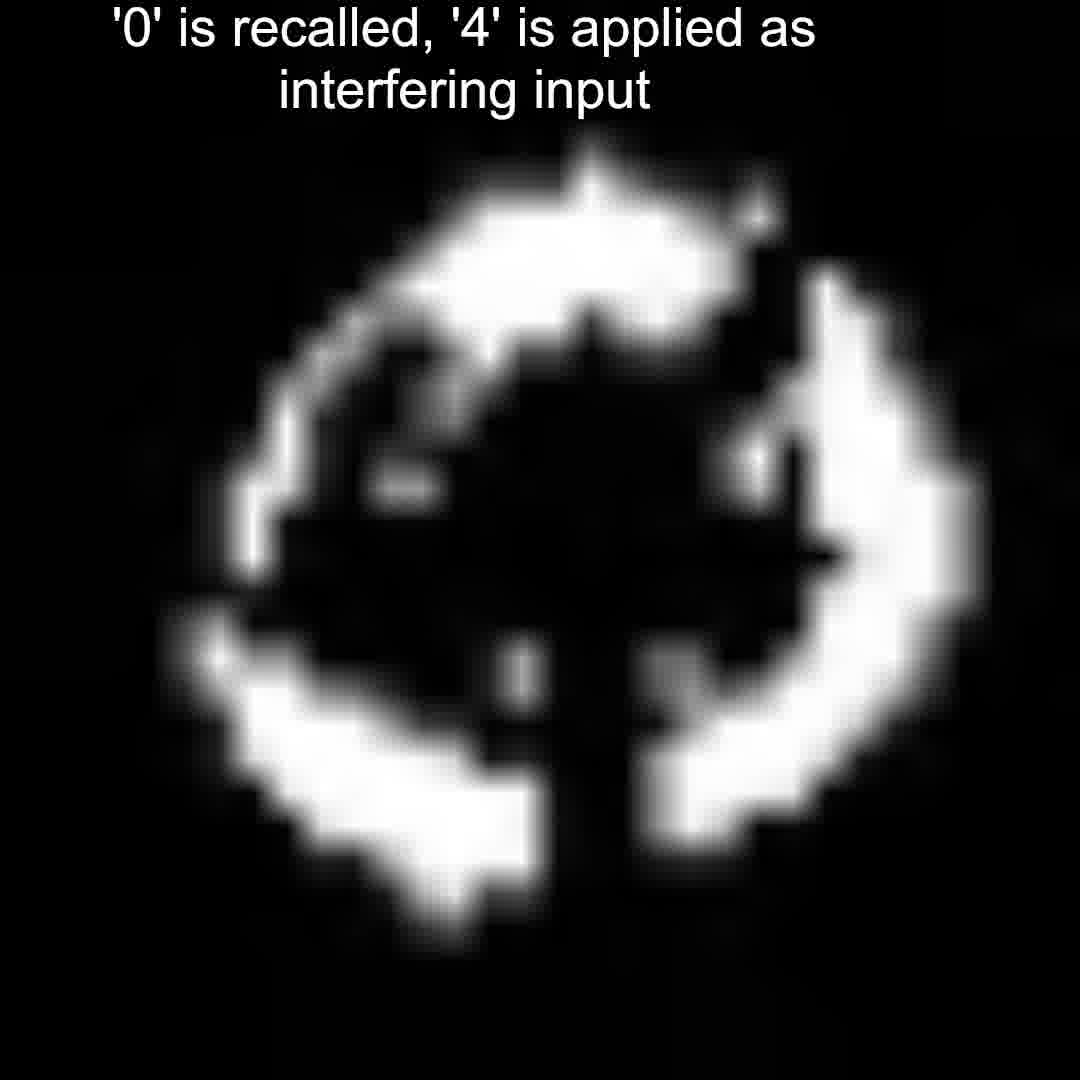 '0' is recalled, '4' is applied as
interfering input